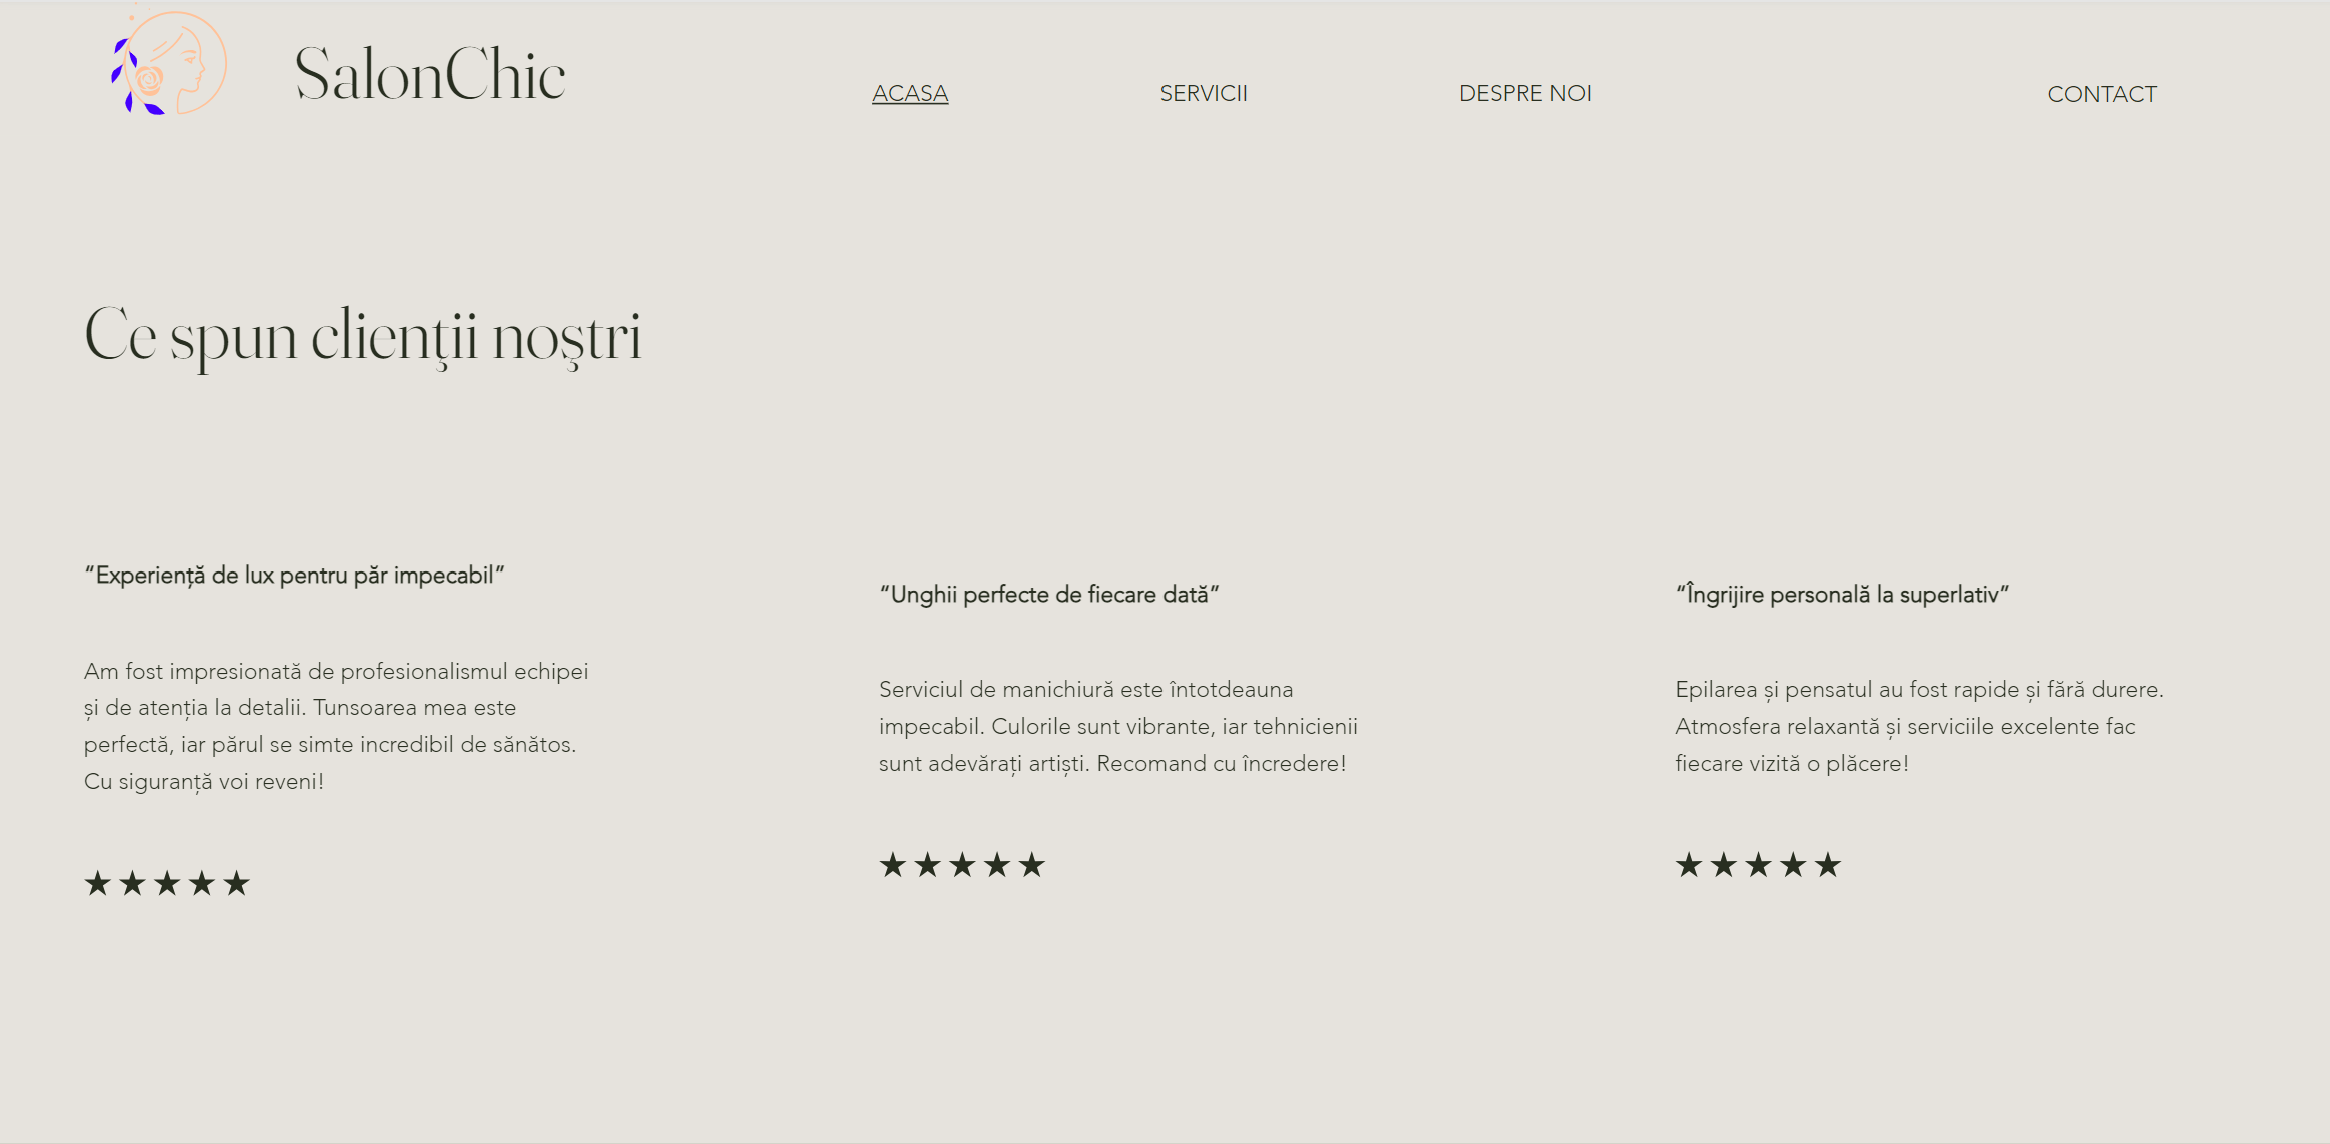 SalonChic
ACASA
SERVICII
DESPRE NOI
CONTACT
Ce spun clienţii noştri
“Experiență de lux pentru păr impecabil”
Am fost impresionată de profesionalismul echipei
și de atenția la detalii. Tunsoarea mea este
perfectă, iar părul se simte incredibil de sănătos.
Cu siguranță voi reveni!
★★★★★
“Unghii perfecte de fiecare dată”
Serviciul de manichiură este întotdeauna
impecabil. Culorile sunt vibrante, iar tehnicienii
sunt adevărați artiști. Recomand cu încredere!
★★★★★
“Îngrijire personală la superlativ”
Epilarea și pensatul au fost rapide și fără durere.
Atmosfera relaxantă și serviciile excelente fac
fiecare vizită o plăcere!
★★★★★